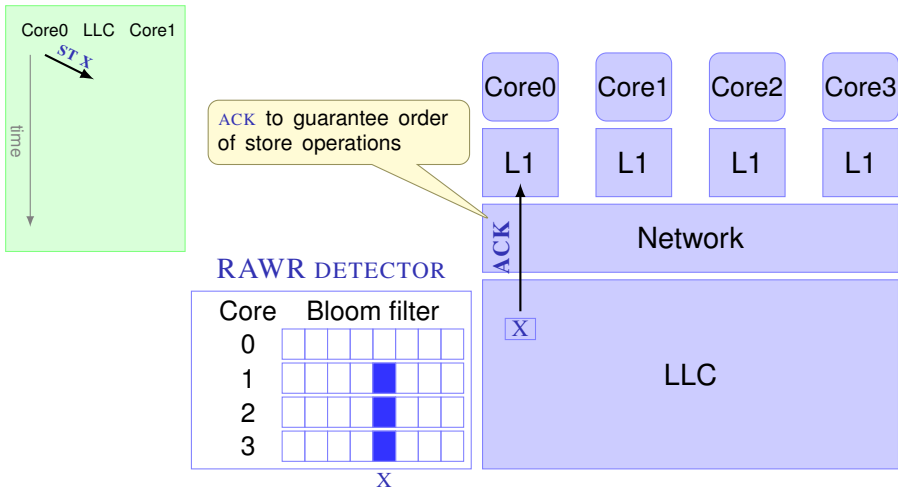 Core0 LLC Core1
ST X
time
Core0 Core1 Core2 Core3
ACK to guarantee order
of store operations
L1 L1 L1 L1
ACK
Network
RAWR DETECTOR
Core Bloom filter
0
1
2
3
X
X
LLC